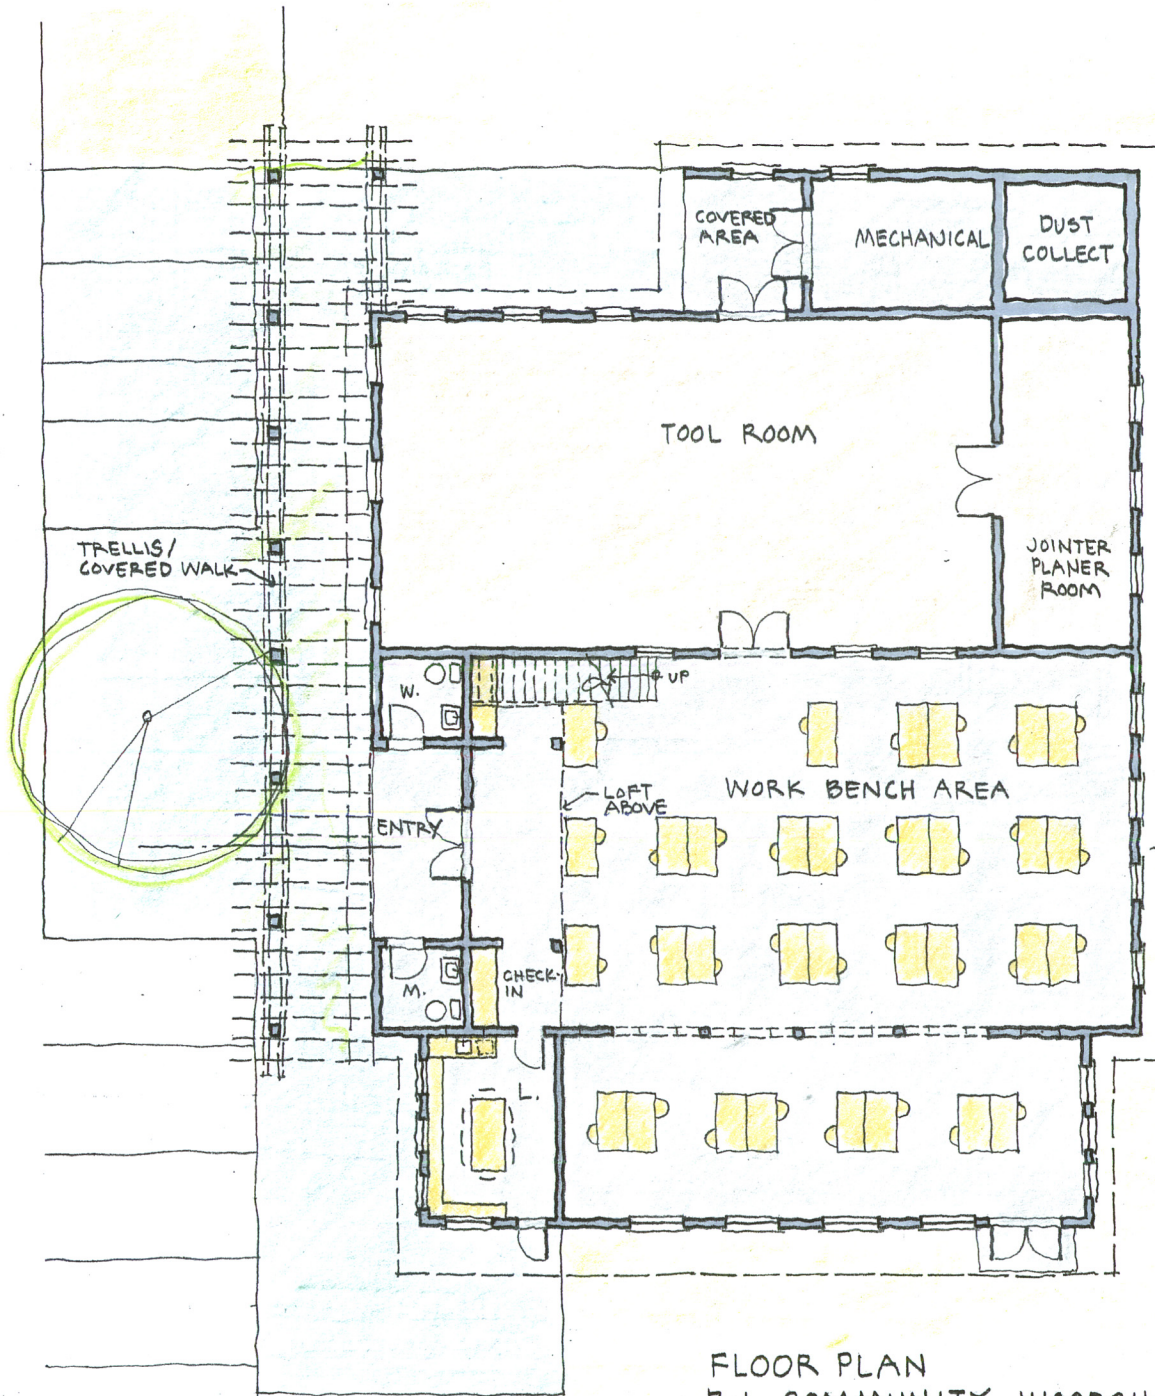 COVERED
AREA
MECHANICAL
DUST
COLLECT
TOOL ROOM
TRELLIS/
COVERED WALK
JOINTER
PLANER
ROOM
W.
UP
LOFT
ABOVE
WORK BENCH AREA
ENTRY
CHECK-
IN
M.
L.
FLOOR PLAN
COMMUNITY